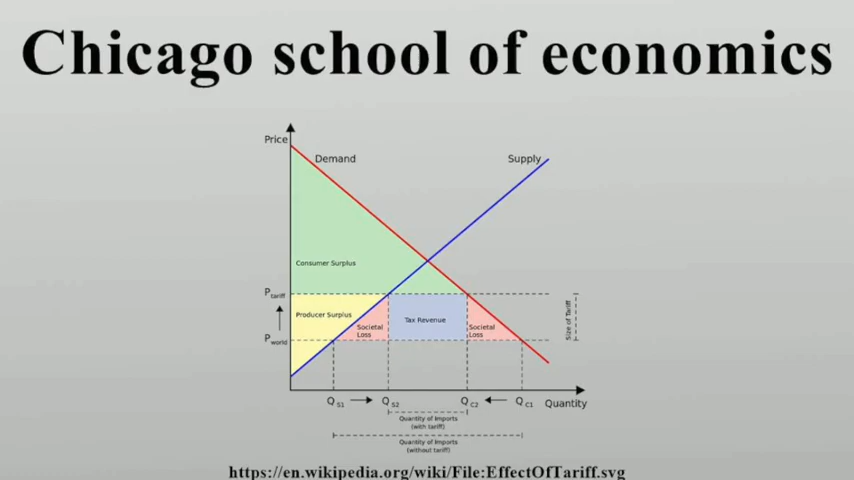 Chicago school of economics
Price
Demand
Supply
Consumer Surplus
P tariff
Producer Surplus
Tax Revenue
Societal
Loss
Societal
Loss
Size of Tariff
P world
Q S1
Q S2
Q C2
Q C1
Quantity
Quantity of Imports
(with tariff)
Quantity of Imports
(without tariff)
https://en.wikipedia.org/wiki/File:EffectOfTariff.svg